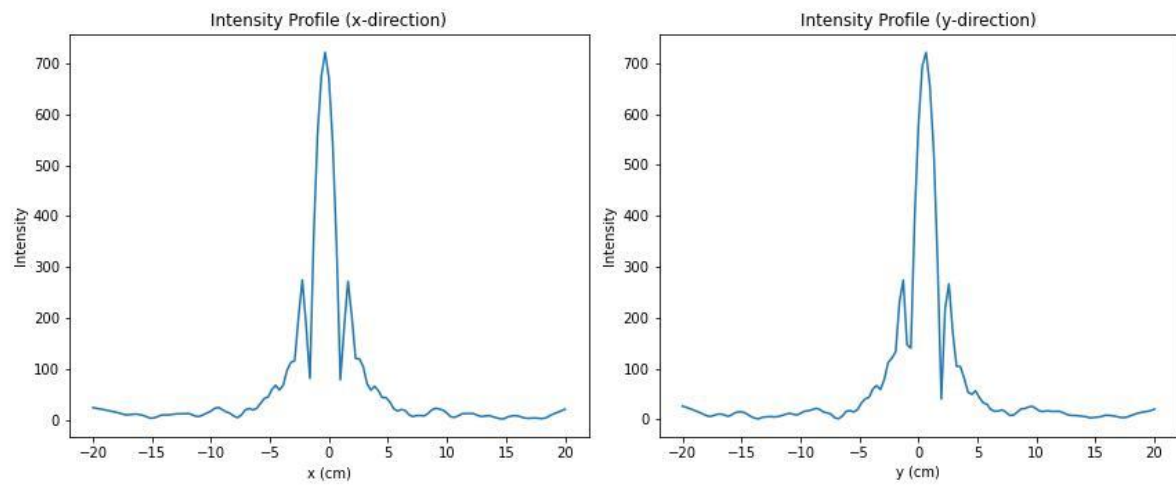 Intensity Profile (x-direction)
700
600
500
400
300
200
100
0
Intensity
−20 −15 −10 −5 0 5 10 15 20
x (cm)
Intensity Profile (y-direction)
700
600
500
400
300
200
100
0
Intensity
−20 −15 −10 −5 0 5 10 15 20
y (cm)